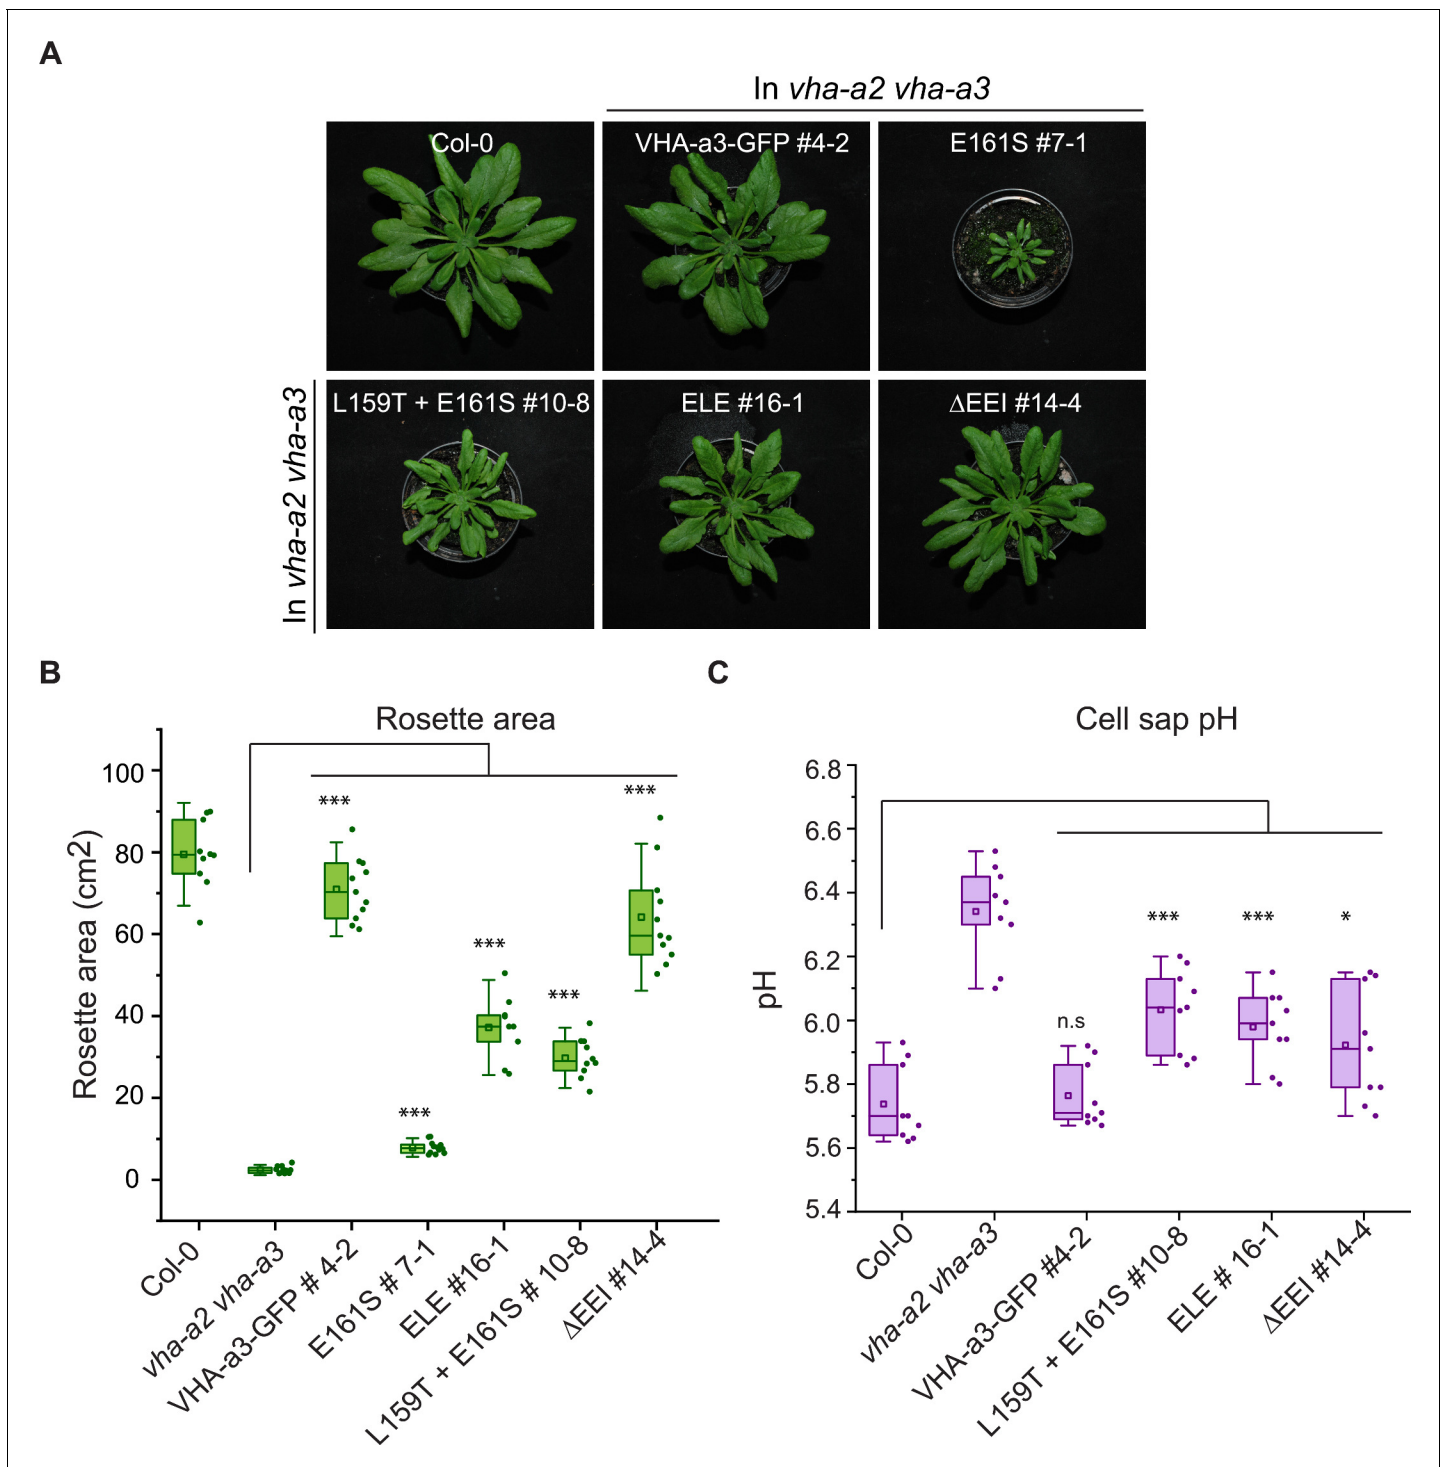 A
In vha-a2 vha-a3
Col-0
VHA-a3-GFP #4-2
E161S #7-1
In vha-a2 vha-a3
L159T + E161S #10-8
ELE #16-1
ΔEEI #14-4
B
Rosette area
Rosette area (cm2)
100
80
60
40
20
0
***
***
***
***
***
Col-0
vha-a2 vha-a3
VHA-a3-GFP # 4-2
E161S # 7-1
ELE #16-1
L159T + E161S # 10-8
ΔEEI #14-4
C
Cell sap pH
pH
6.8
6.6
6.4
6.2
6.0
5.8
5.6
5.4
n.s
***
***
*
Col-0
vha-a2 vha-a3
VHA-a3-GFP #4-2
L159T + E161S #10-8
ELE # 16-1
ΔEEI #14-4